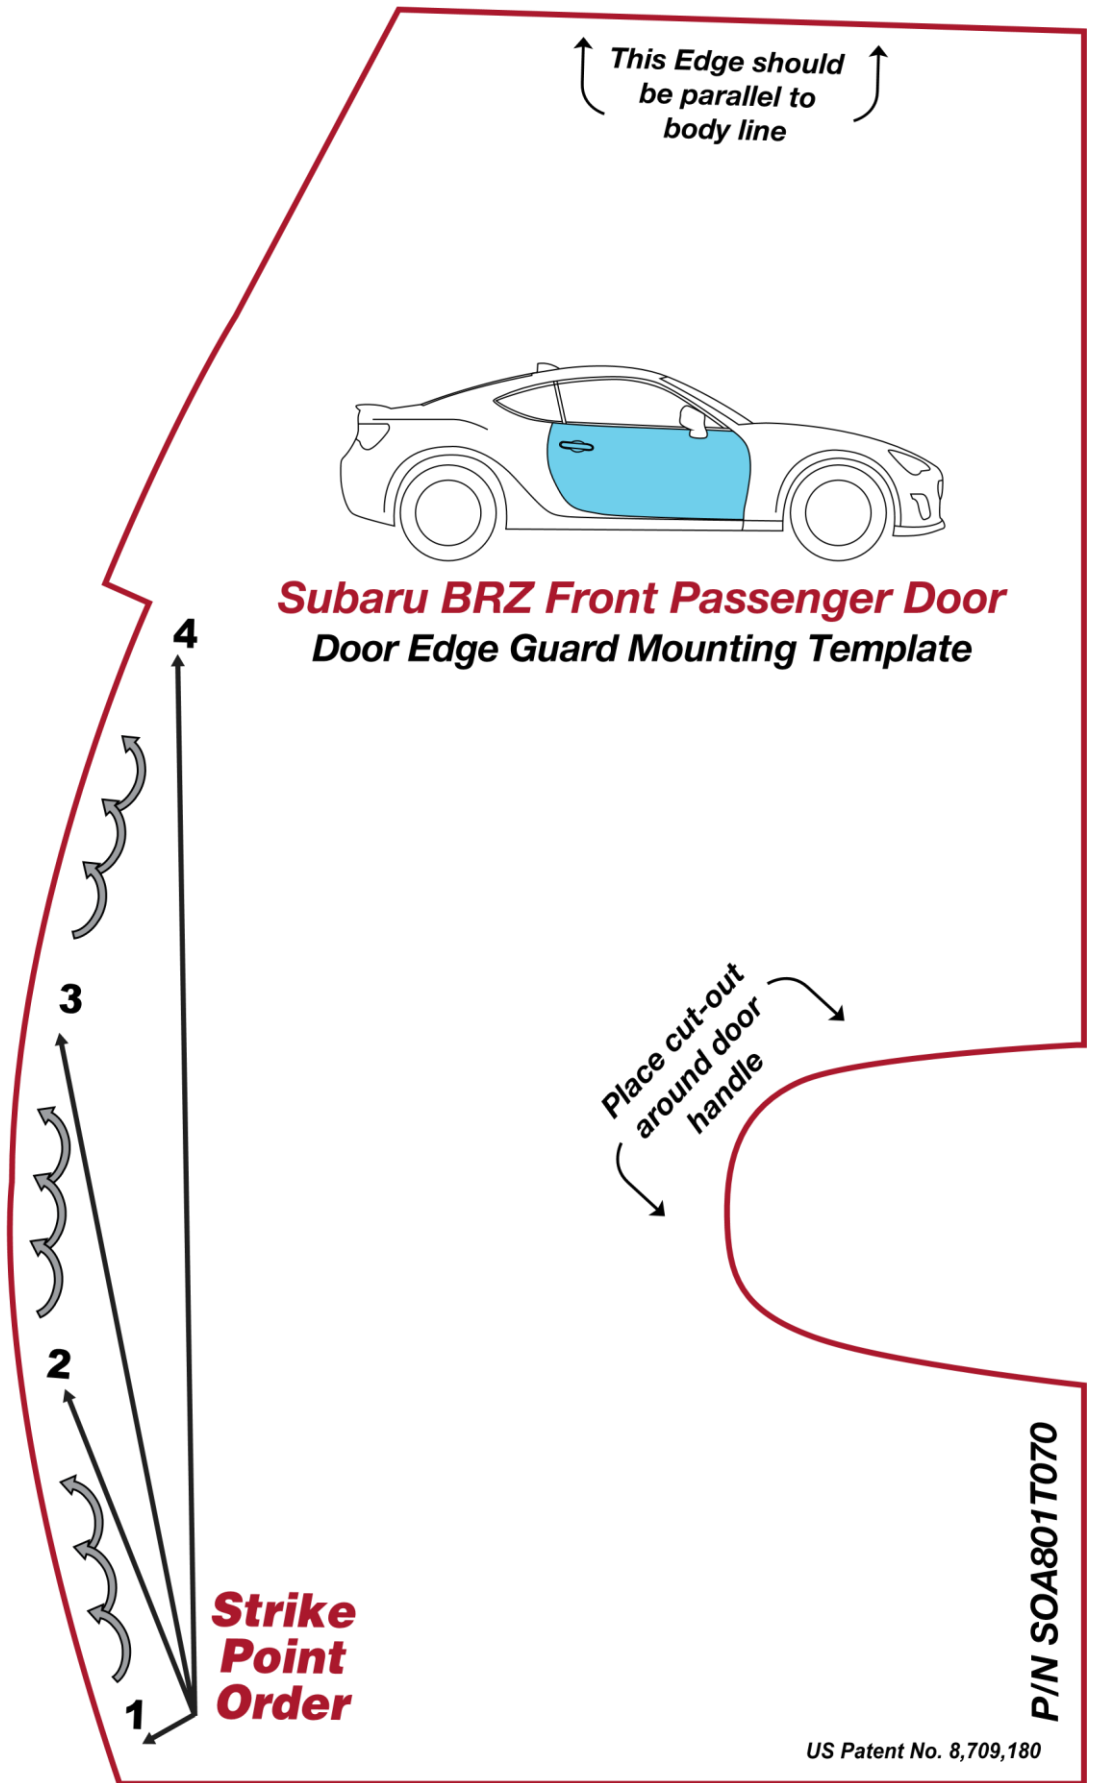 This Edge should
be parallel to
body line
Subaru BRZ Front Passenger Door
Door Edge Guard Mounting Template
4
3
Place cut-out
around door
handle
2
1
Strike
Point
Order
P/N SOA801T070
US Patent No. 8,709,180